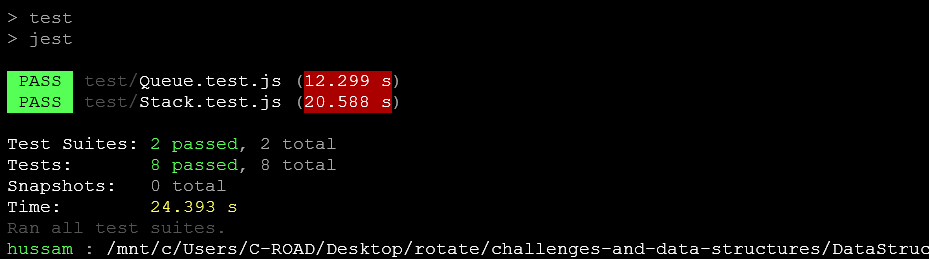 > test
> jest
PASS test/Queue.test.js (12.299 s)
PASS test/Stack.test.js (20.588 s)
Test Suites: 2 passed, 2 total
Tests: 8 passed, 8 total
Snapshots: 0 total
Time: 24.393 s
Ran all test suites.
hussam : /mnt/c/Users/C-ROAD/Desktop/rotate/challenges-and-data-structures/DataStruc